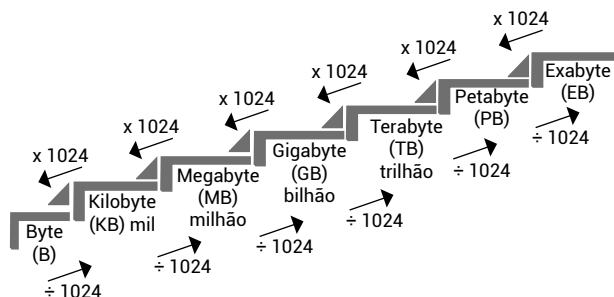 x 1024
x 1024
x 1024
x 1024
x 1024
x 1024
Byte
(B)
Kilobyte
(KB) mil
Megabyte
(MB)
milhão
Gigabyte
(GB)
bilhão
Terabyte
(TB)
trilhão
Petabyte
(PB)
Exabyte
(EB)
÷ 1024
÷ 1024
÷ 1024
÷ 1024
÷ 1024
÷ 1024